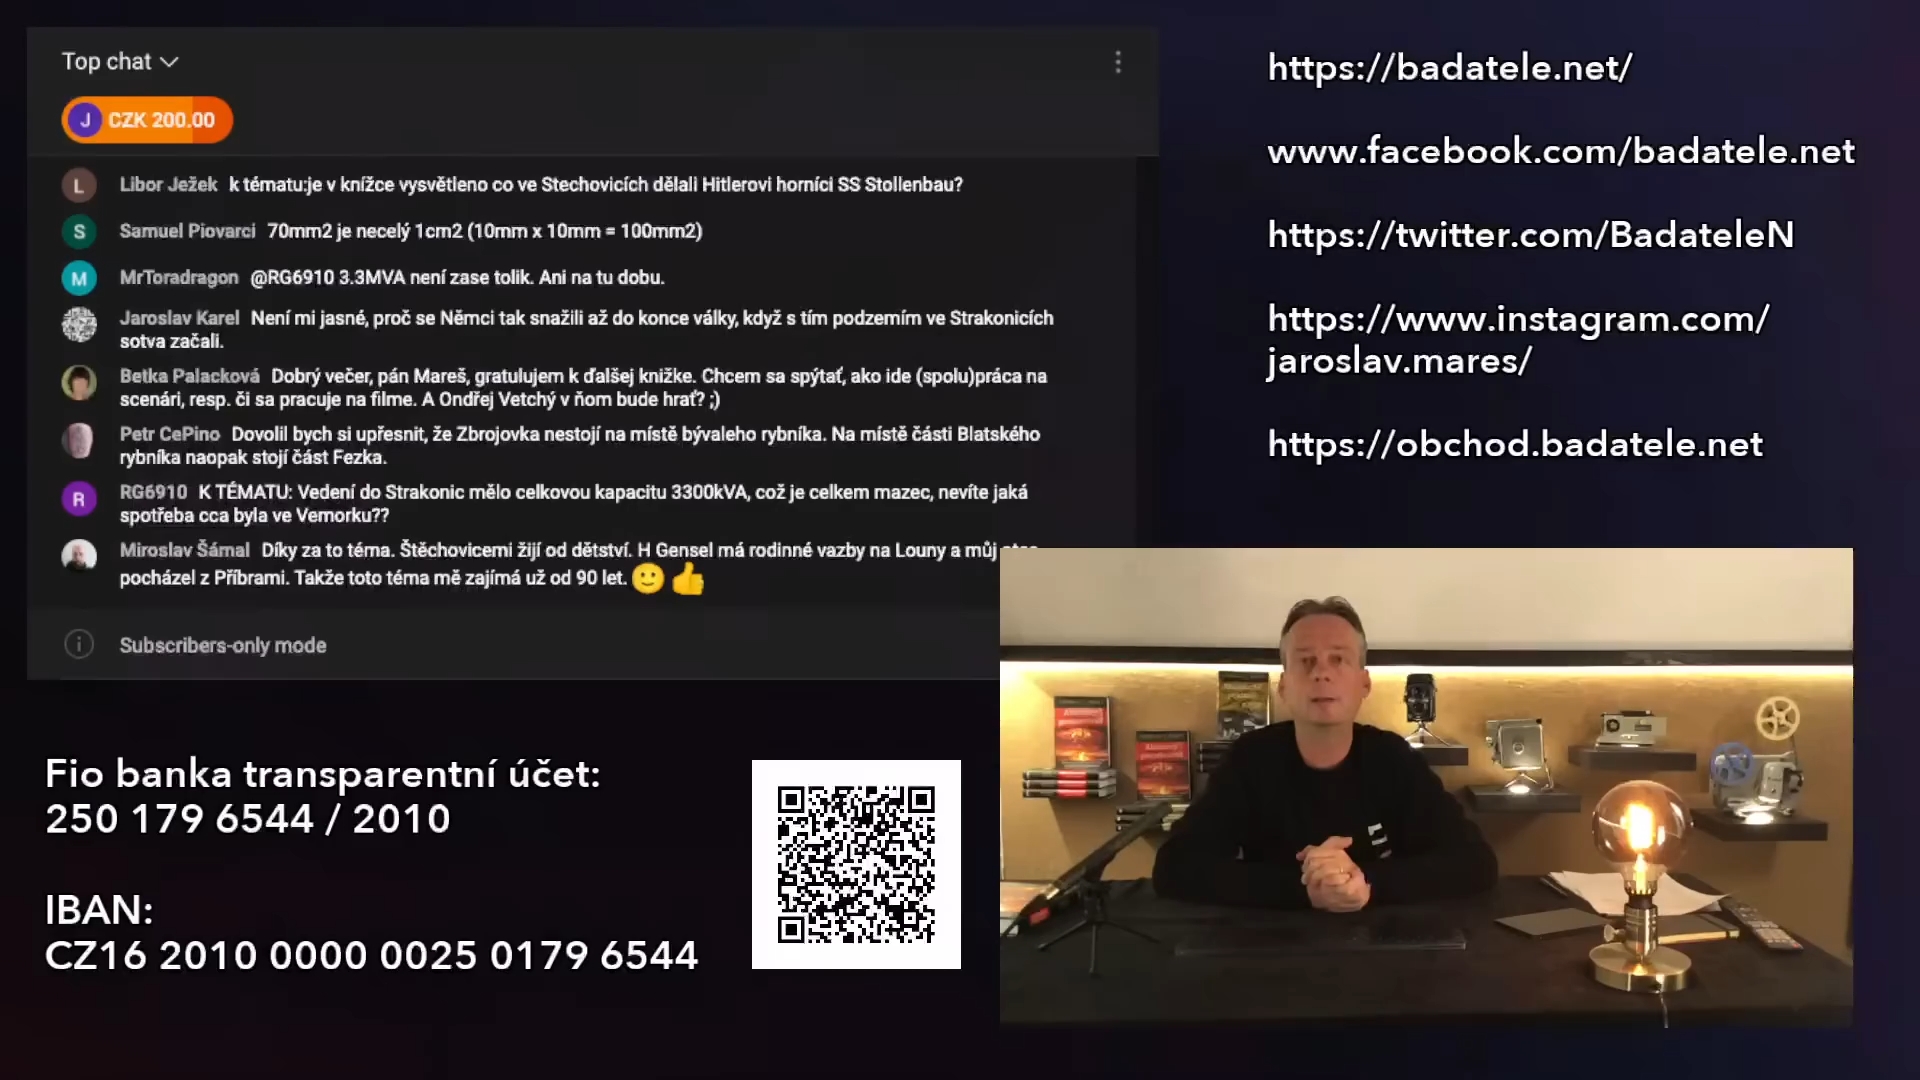 Top chat
J CZK 200.00
L Libor Ježek k tématu:je v knížce vysvětleno co ve Stechovicích dělali Hitlerovi horníci SS Stollenbau?
S Samuel Piovarci 70mm2 je necelý 1cm2 (10mm x 10mm = 100mm2)
M MrToradragon @RG6910 3.3MVA není zase tolik. Ani na tu dobu.
Jaroslav Karel Není mi jasné, proč se Němci tak snažili až do konce války, když s tím podzemím ve Strakonicích
sotva začali.
Betka Palacková Dobrý večer, pán Mareš, gratulujem k ďalšej knižke. Chcem sa spýtať, ako ide (spolu)práca na
scenári, resp. či sa pracuje na filme. A Ondřej Vetchý v ňom bude hrať? ;)
Petr CePino Dovolil bych si upřesnit, že Zbrojovka nestojí na místě bývaleho rybníka. Na místě části Blatského
rybníka naopak stojí část Fezka.
R RG6910 K TÉMATU: Vedení do Strakonic mělo celkovou kapacitu 3300kVA, což je celkem mazec, nevíte jaká
spotřeba cca byla ve Vemorku??
Miroslav Šámal Díky za to téma. Štěchovicemi žijí od dětství. H Gensel má rodinné vazby na Louny a můj
pocházel z Příbrami. Takže toto téma mě zajímá už od 90 let.
Subscribers-only mode
https://badatele.net/
www.facebook.com/badatele.net
https://twitter.com/BadateleN
https://www.instagram.com/
jaroslav.mares/
https://obchod.badatele.net
Fio banka transparentní účet:
250 179 6544 / 2010
IBAN:
CZ16 2010 0000 0025 0179 6544